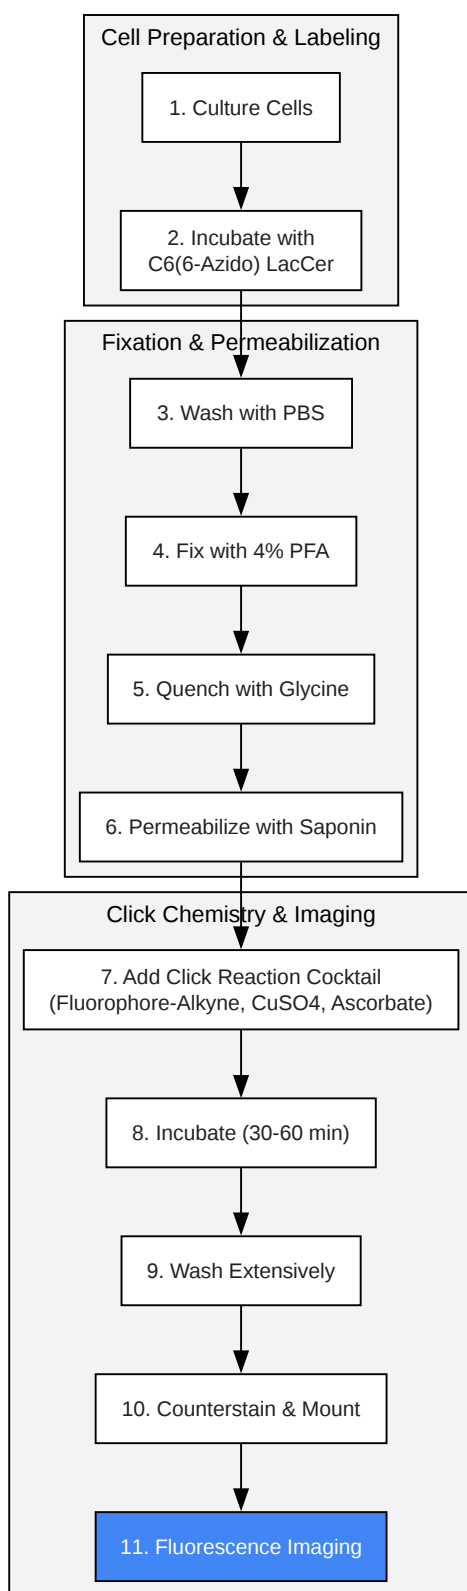 Cell Preparation & Labeling
1. Culture Cells
2. Incubate with
C6(6-Azido) LacCer
Fixation & Permeabilization
3. Wash with PBS
4. Fix with 4% PFA
5. Quench with Glycine
6. Permeabilize with Saponin
Click Chemistry & Imaging
7. Add Click Reaction Cocktail
(Fluorophore-Alkyne, CuSO4, Ascorbate)
8. Incubate (30-60 min)
9. Wash Extensively
10. Counterstain & Mount
11. Fluorescence Imaging